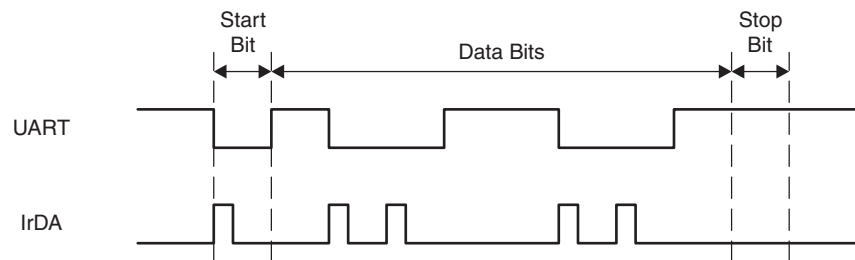 Start
Bit
Data Bits
Stop
Bit
UART
IrDA